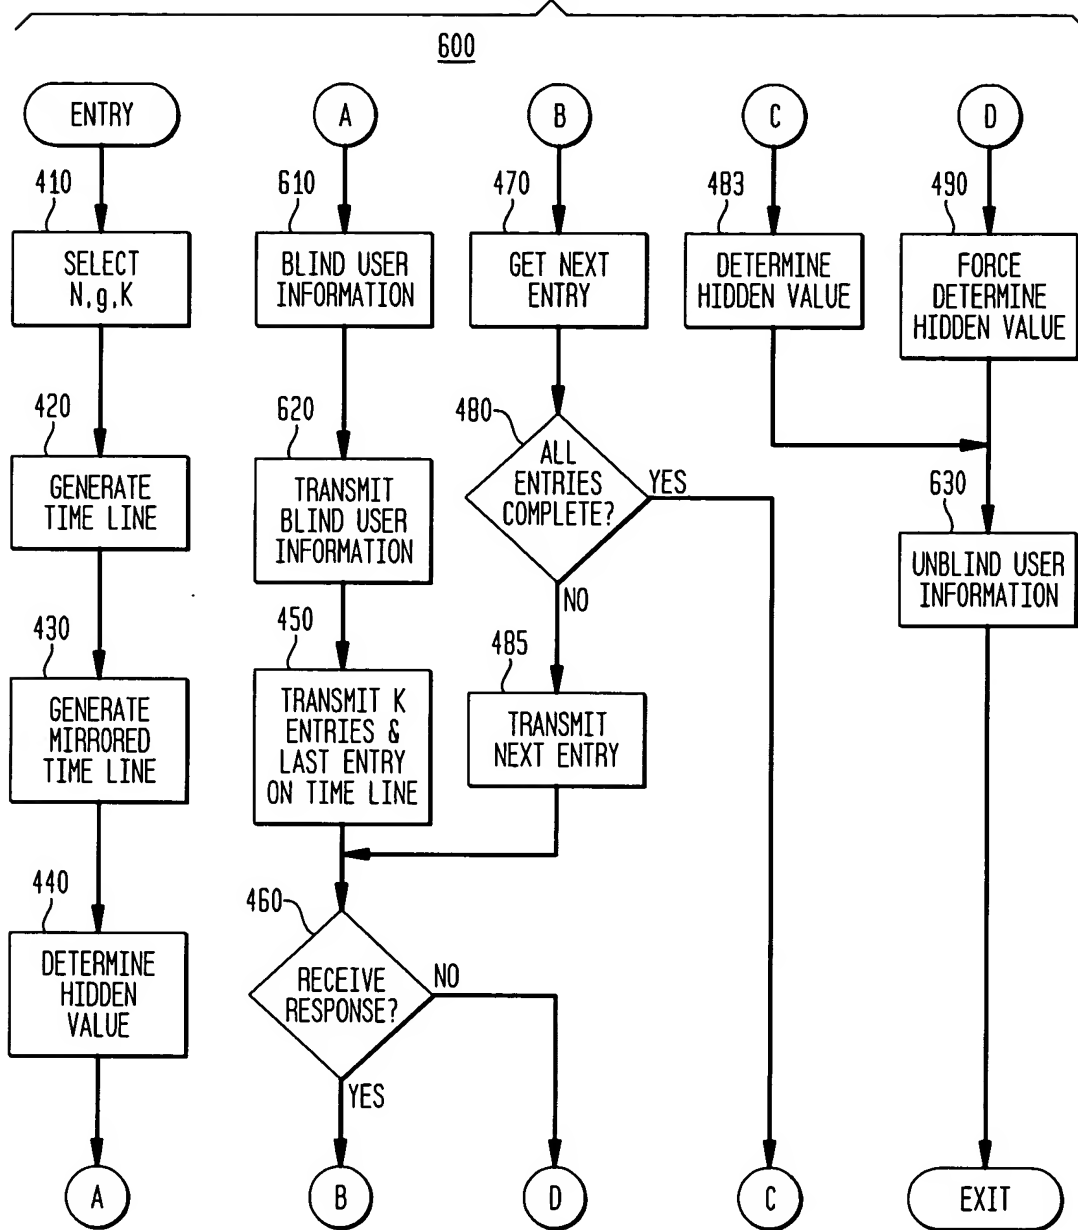 600
ENTRY
410
SELECT
N,g,K
420
GENERATE
TIME LINE
430
GENERATE
MIRRORED
TIME LINE
440
DETERMINE
HIDDEN
VALUE
A
A
610
BLIND USER
INFORMATION
620
TRANSMIT
BLIND USER
INFORMATION
450
TRANSMIT K
ENTRIES &
LAST ENTRY
ON TIME LINE
460
RECEIVE
RESPONSE?
NO
YES
B
B
470
GET NEXT
ENTRY
480
ALL
ENTRIES
COMPLETE?
YES
NO
485
TRANSMIT
NEXT ENTRY
D
C
483
DETERMINE
HIDDEN VALUE
C
D
490
FORCE
DETERMINE
HIDDEN VALUE
630
UNBLIND USER
INFORMATION
EXIT